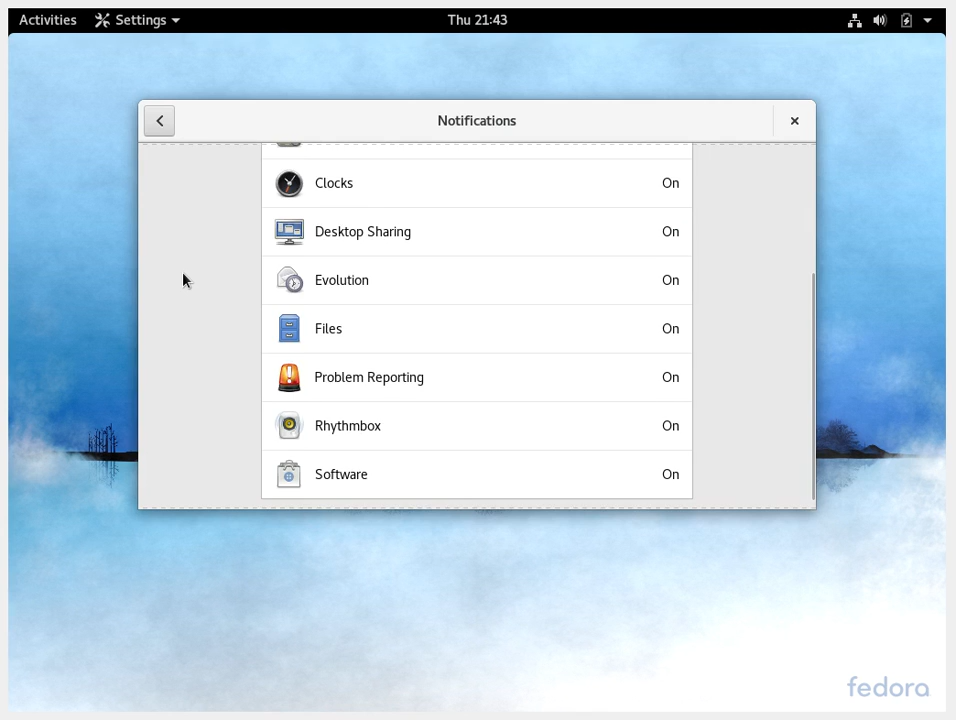 Activities Settings Thu 21:43
Notifications
Clocks On
Desktop Sharing On
Evolution On
Files On
Problem Reporting On
Rhythmbox On
Software On
fedora